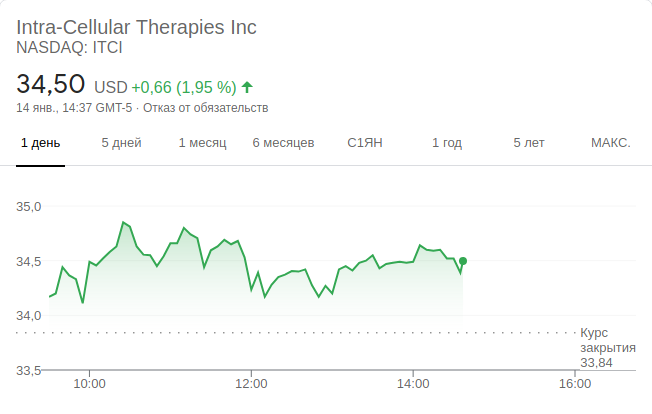 Intra-Cellular Therapies Inc
NASDAQ: ITCI
34,50 USD +0,66 (1,95 %)
14 янв., 14:37 GMT-5 · Отказ от обязательств
1 день 5 дней 1 месяц 6 месяцев С1ЯН 1 год 5 лет МАКС.
35,0
34,5
34,0
Курс
закрытия
33,84
33,5
10:00 12:00 14:00 16:00